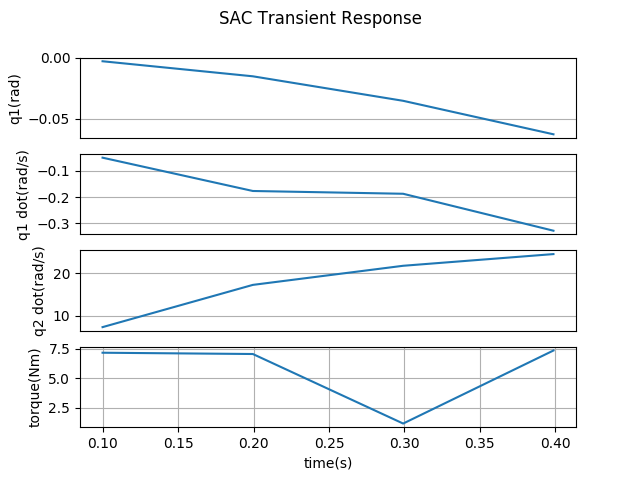 SAC Transient Response
q1(rad)
0.00
−0.05
q1 dot(rad/s)
−0.1
−0.2
−0.3
q2 dot(rad/s)
20
10
torque(Nm)
7.5
5.0
2.5
0.10 0.15 0.20 0.25 0.30 0.35 0.40
time(s)